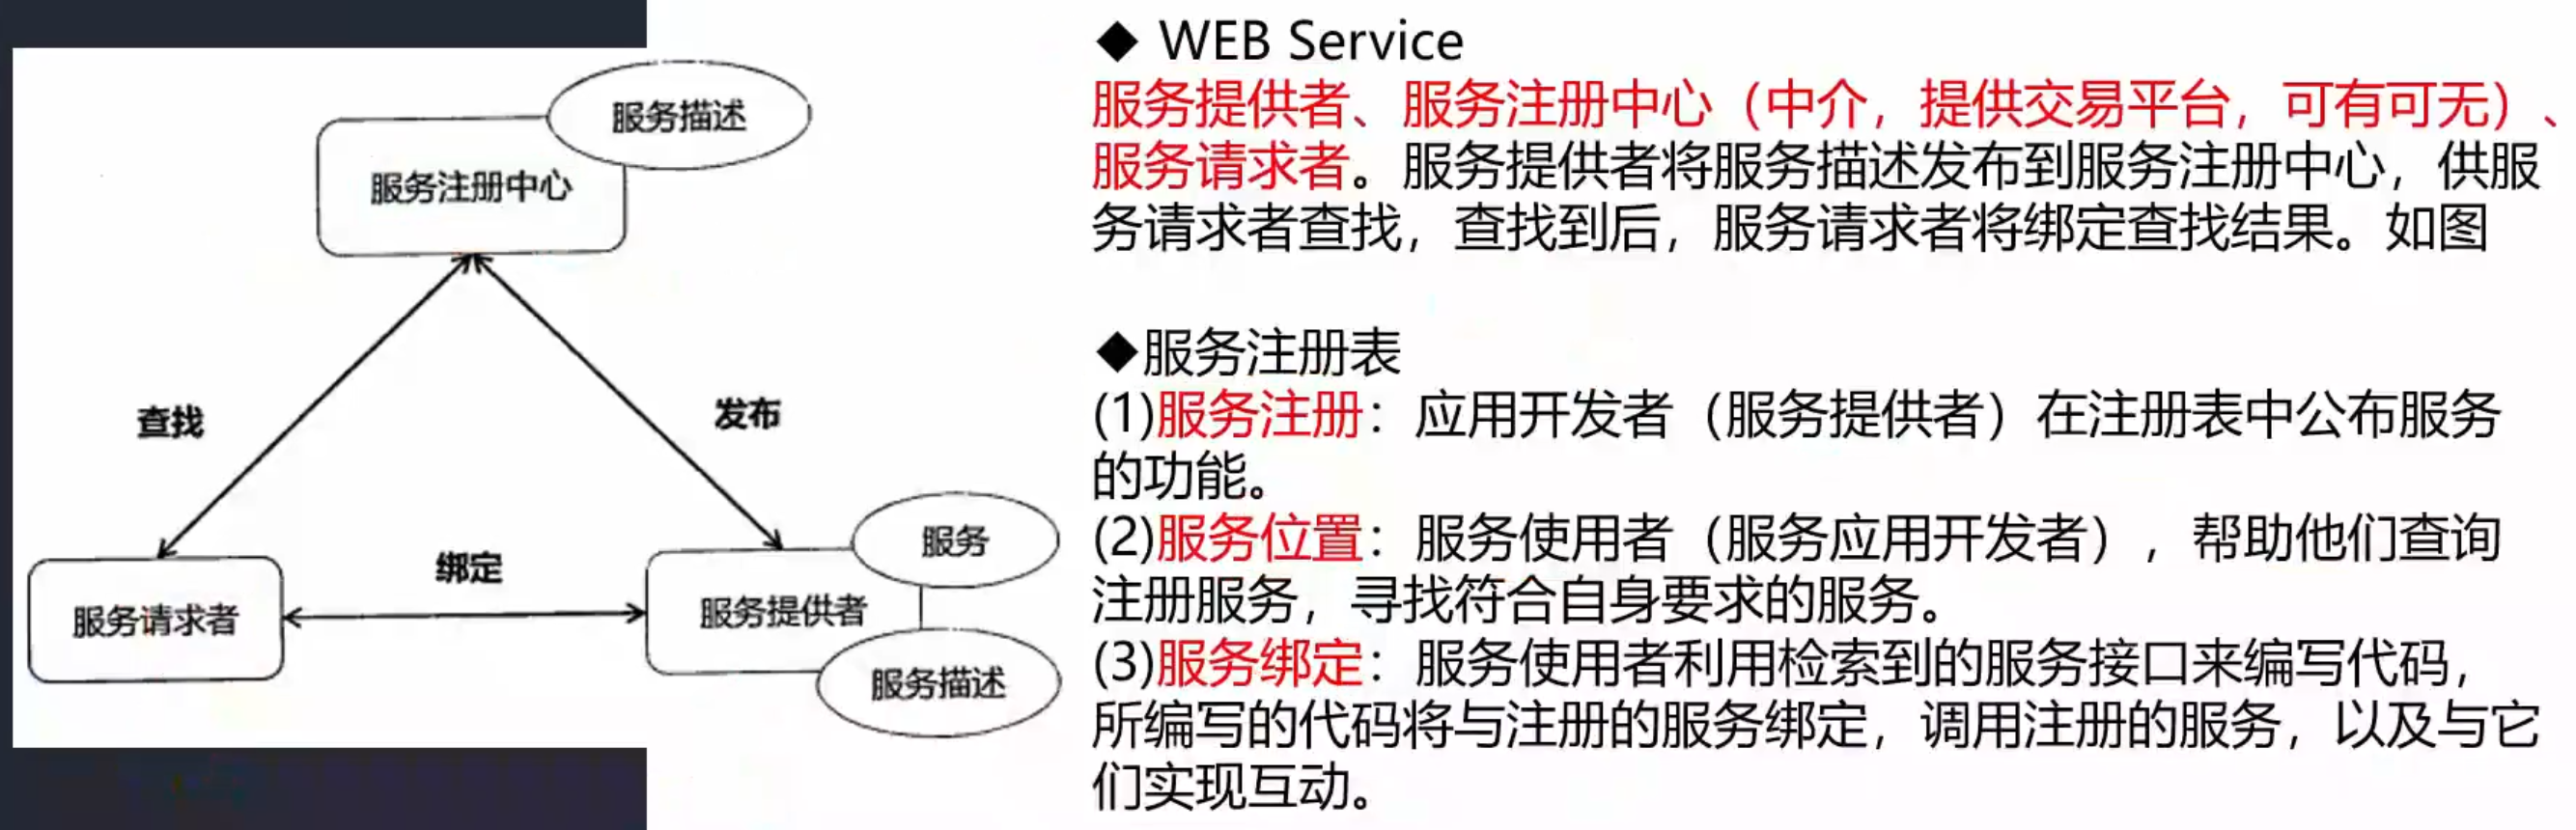 服务描述
服务注册中心
查找
发布
绑定
服务请求者
服务
服务提供者
服务描述
◆ WEB Service
服务提供者、服务注册中心（中介，提供交易平台，可有可无）、
服务请求者。服务提供者将服务描述发布到服务注册中心，供服
务请求者查找，查找到后，服务请求者将绑定查找结果。如图
◆服务注册表
(1)服务注册：应用开发者（服务提供者）在注册表中公布服务
的功能。
(2)服务位置：服务使用者（服务应用开发者），帮助他们查询
注册服务，寻找符合自身要求的服务。
(3)服务绑定：服务使用者利用检索到的服务接口来编写代码，
所编写的代码将与注册的服务绑定，调用注册的服务，以及与它
们实现互动。